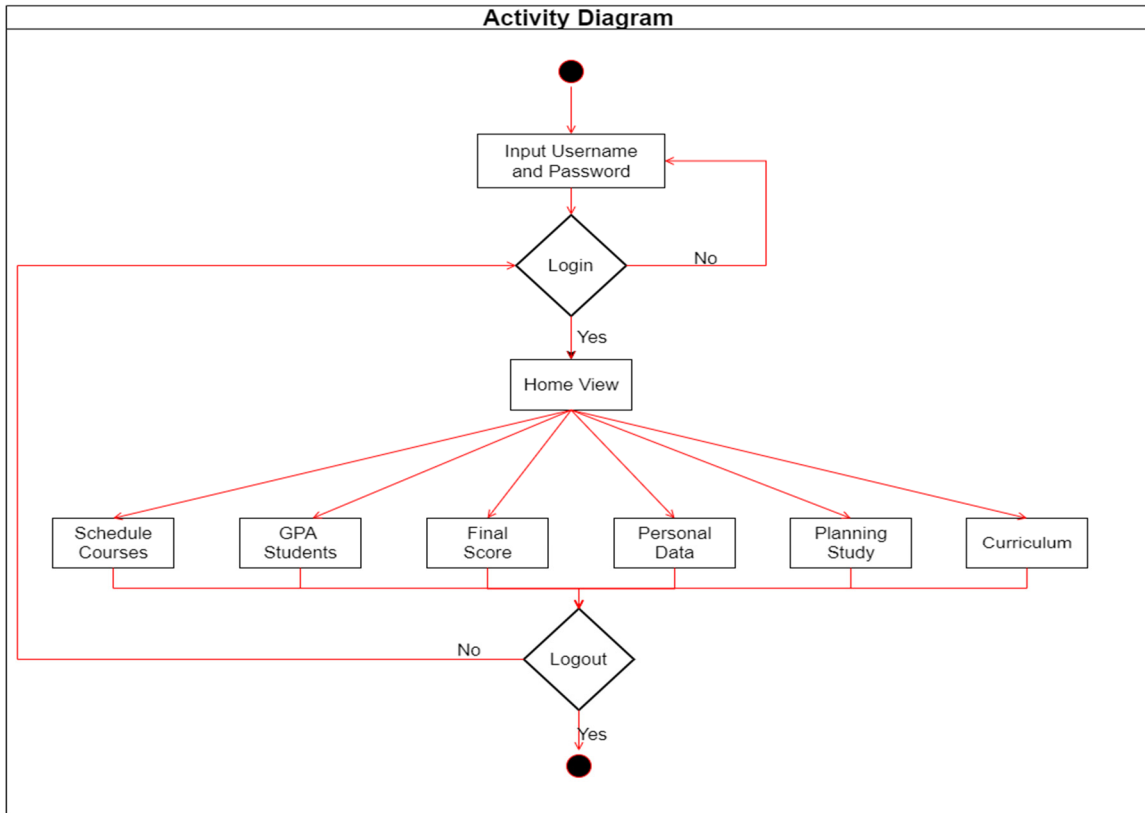 Activity Diagram
Input Username
and Password
Login
No
Yes
Home View
Schedule
Courses
GPA
Students
Final
Score
Personal
Data
Planning
Study
Curriculum
No
Logout
Yes